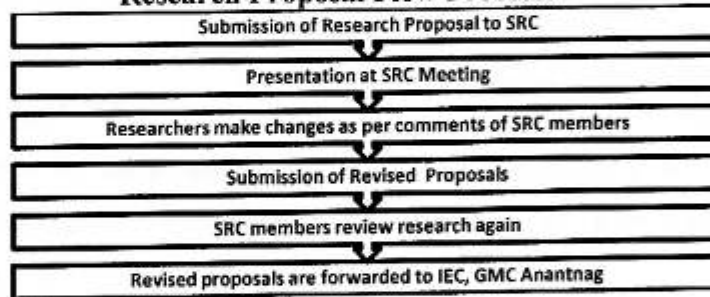 Research Proposal
Submission of Research Proposal to SRC
Presentation at SRC Meeting
Researchers make changes as per comments of SRC members
Submission of Revised Proposals
SRC members review research again
Revised proposals are forwarded to IEC, GMC Anantnag